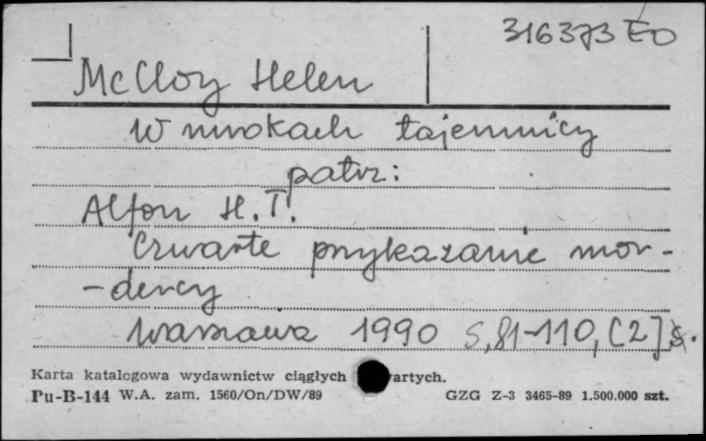 316373 EO
McCloy Helen
W mrokach tajemnicy
patrz:
Alfon H. T.
Czwarte przykazanie mor-
-dercy
Warszawa 1990 S, 81-110, [2] s.
Karta katalogowa wydawnictw ciągłych i zwartych.
Pu-B-144 W.A. zam. 1560/On/DW/89 GZG Z-3 3465-89 1.500.000 szt.